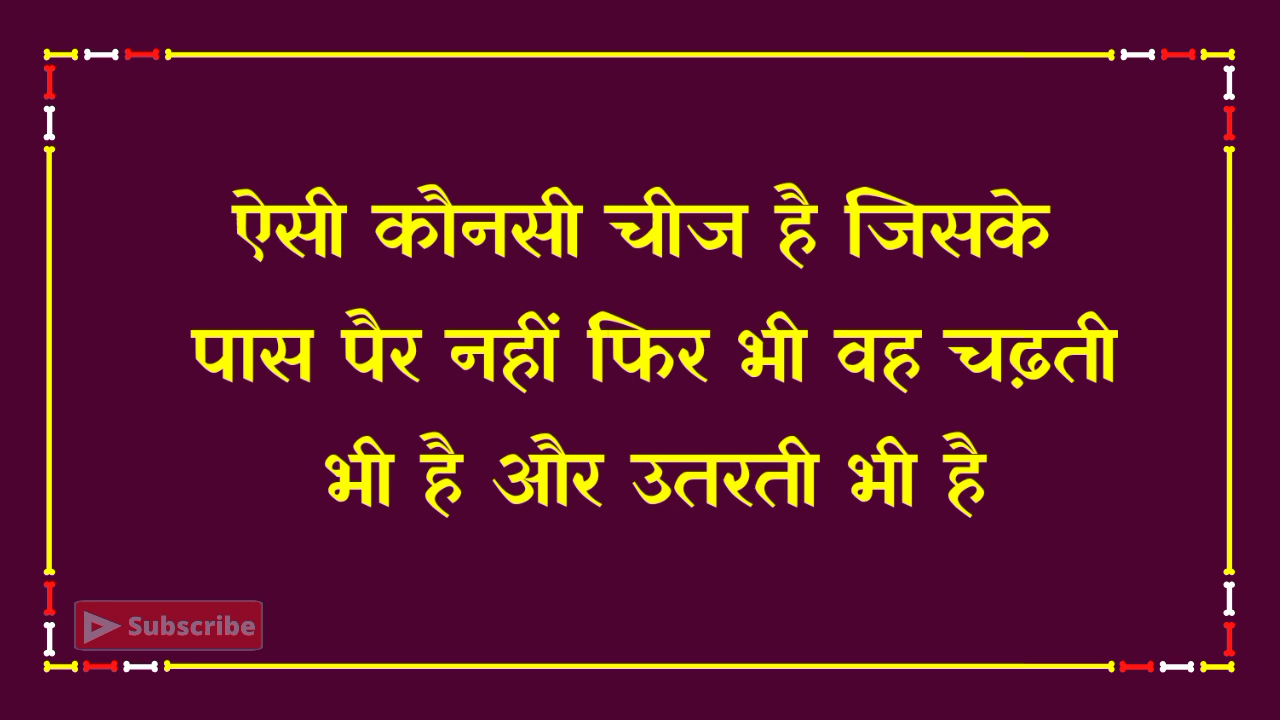 ऐसी कौनसी चीज है जिसके
पास पैर नहीं फिर भी वह चढ़ती
भी है और उतरती भी है
Subscribe